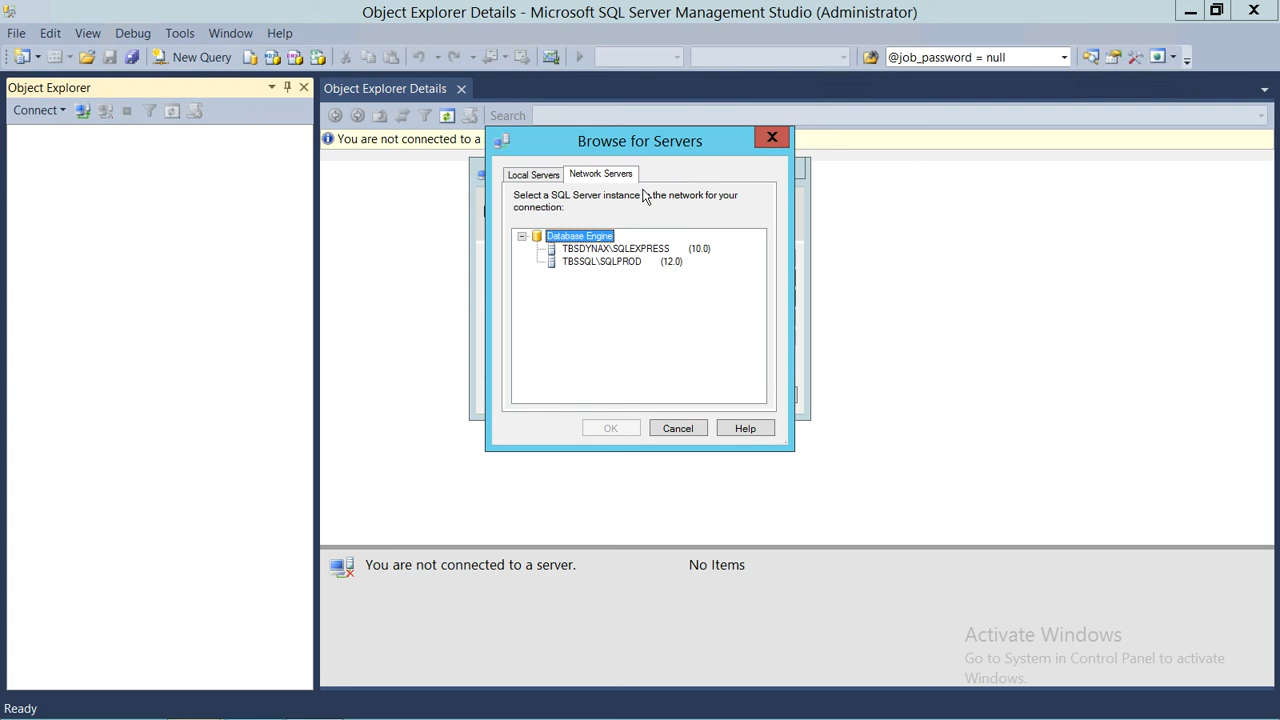 Object Explorer Details - Microsoft SQL Server Management Studio (Administrator)
File Edit View Debug Tools Window Help
New Query @job_password = null
Object Explorer
Object Explorer Details
Connect
Search
You are not connected to a
Browse for Servers
Local Servers Network Servers
Select a SQL Server instance the network for your
connection:
Database Engine
TBSDYNAX\SQLEXPRESS (10.0)
TBSSQL\SQLPROD (12.0)
OK Cancel Help
You are not connected to a server. No Items
Activate Windows
Go to System in Control Panel to activate
Windows.
Ready